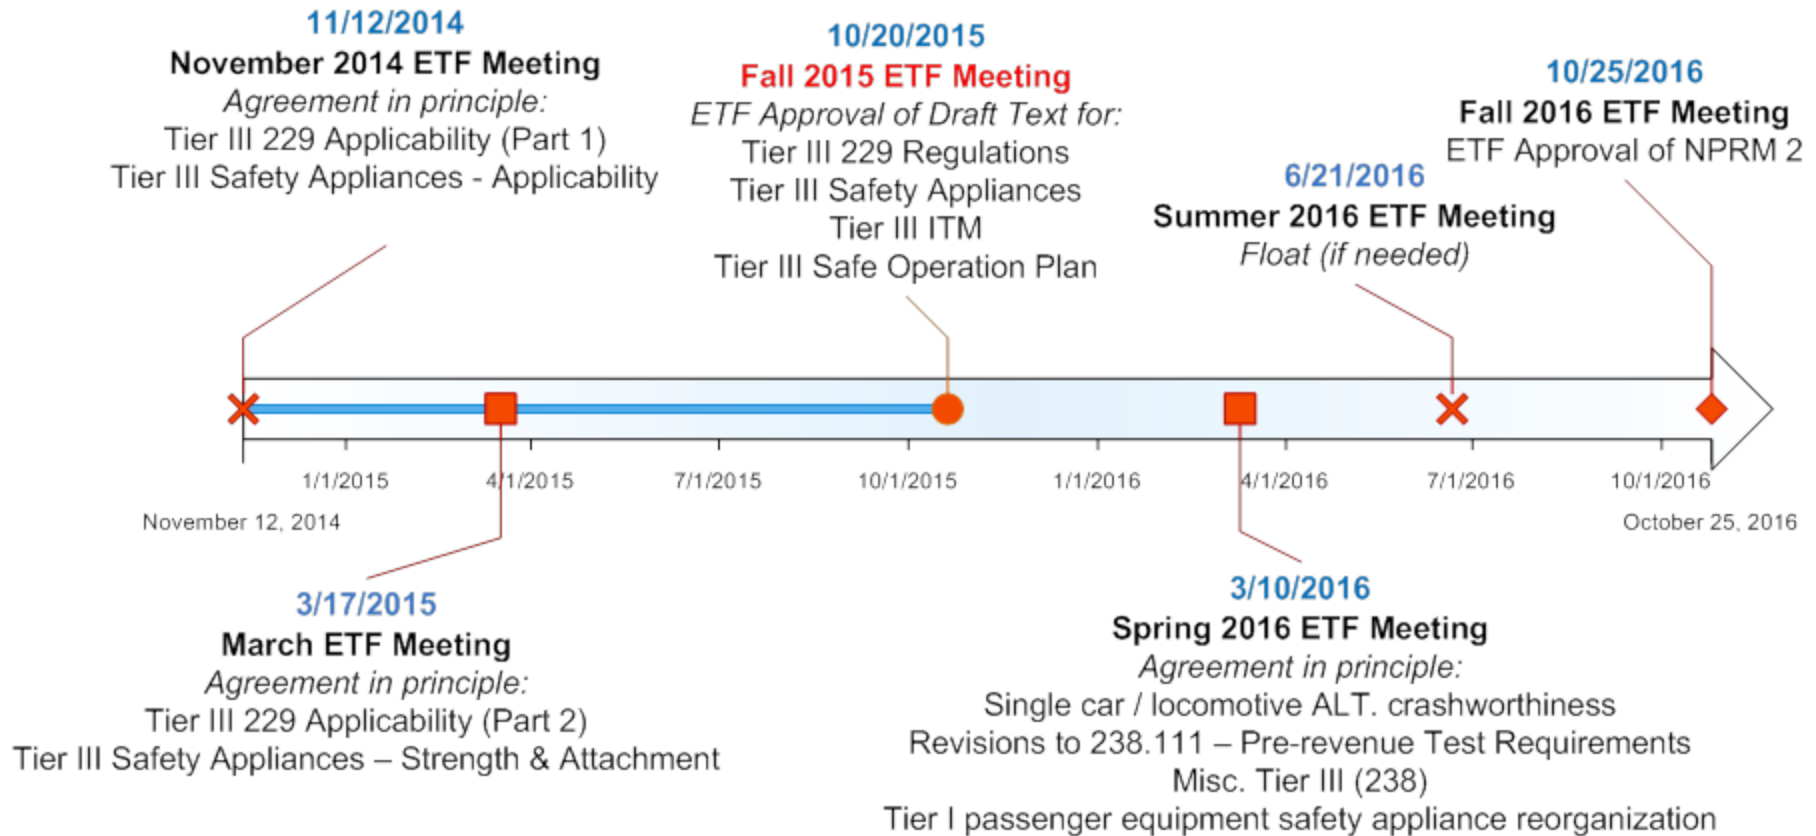 11/12/2014
November 2014 ETF Meeting
Agreement in principle:
Tier III 229 Applicability (Part 1)
Tier III Safety Appliances - Applicability
10/20/2015
Fall 2015 ETF Meeting
ETF Approval of Draft Text for:
Tier III 229 Regulations
Tier III Safety Appliances
Tier III ITM
Tier III Safe Operation Plan
6/21/2016
Summer 2016 ETF Meeting
Float (if needed)
10/25/2016
Fall 2016 ETF Meeting
ETF Approval of NPRM 2
1/1/2015
4/1/2015
7/1/2015
10/1/2015
1/1/2016
4/1/2016
7/1/2016
10/1/2016
November 12, 2014
October 25, 2016
3/17/2015
March ETF Meeting
Agreement in principle:
Tier III 229 Applicability (Part 2)
Tier III Safety Appliances – Strength & Attachment
3/10/2016
Spring 2016 ETF Meeting
Agreement in principle:
Single car / locomotive ALT. crashworthiness
Revisions to 238.111 – Pre-revenue Test Requirements
Misc. Tier III (238)
Tier I passenger equipment safety appliance reorganization